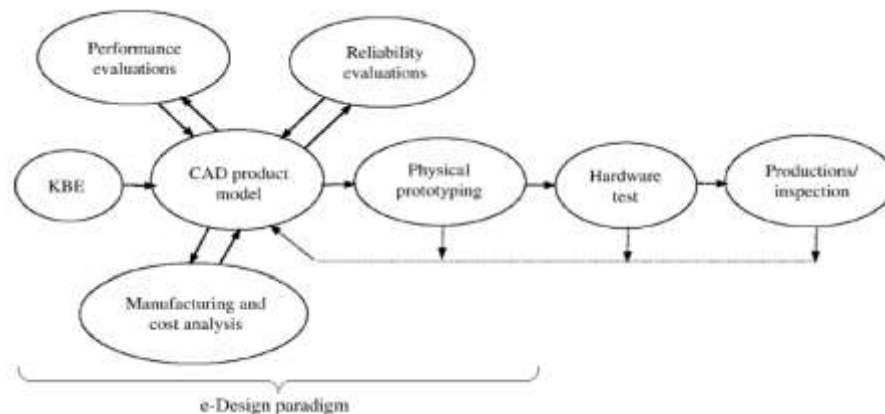 Performance
evaluations
Reliability
evaluations
KBE
CAD product
model
Physical
prototyping
Hardware
test
Productions/
inspection
Manufacturing and
cost analysis
e-Design paradigm